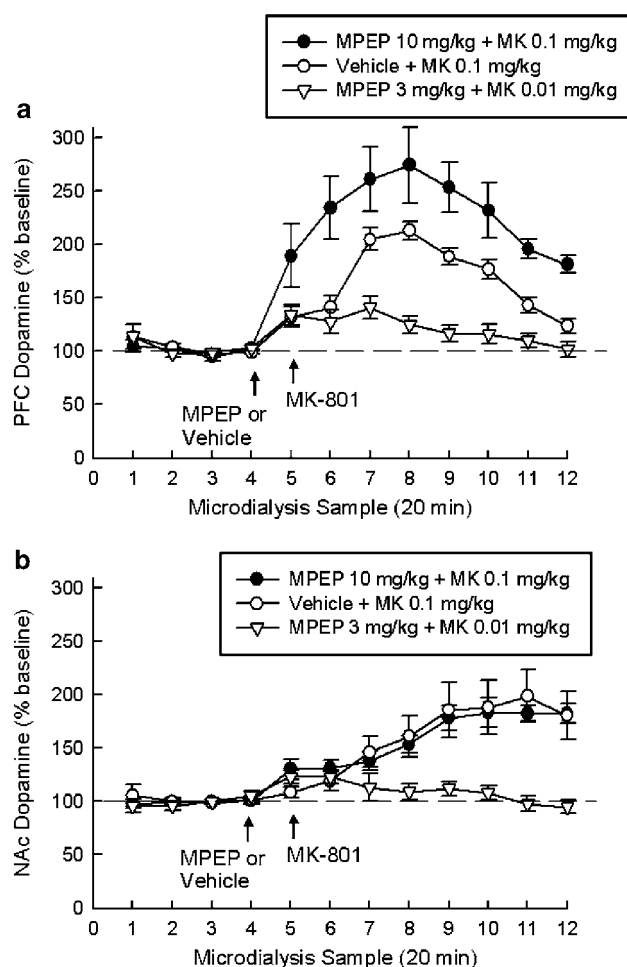 MPEP 10 mg/kg + MK 0.1 mg/kg
Vehicle + MK 0.1 mg/kg
MPEP 3 mg/kg + MK 0.01 mg/kg
a
PFC Dopamine (% baseline)
300
250
200
150
100
50
0
MPEP or
Vehicle
MK-801
0 1 2 3 4 5 6 7 8 9 10 11 12
Microdialysis Sample (20 min)
b
MPEP 10 mg/kg + MK 0.1 mg/kg
Vehicle + MK 0.1 mg/kg
MPEP 3 mg/kg + MK 0.01 mg/kg
NAc Dopamine (% baseline)
300
250
200
150
100
50
0
MPEP or
Vehicle
MK-801
0 1 2 3 4 5 6 7 8 9 10 11 12
Microdialysis Sample (20 min)